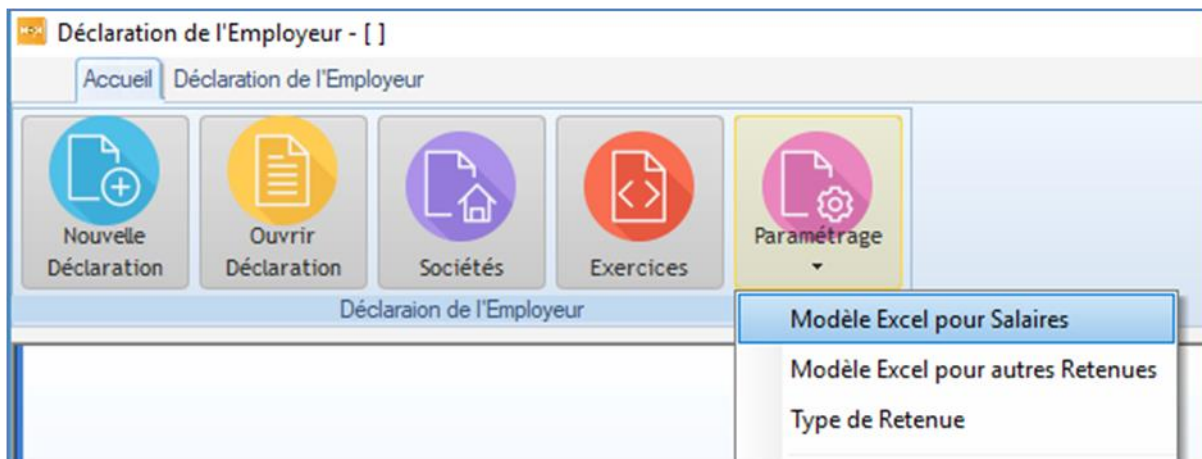 Déclaration de l'Employeur - [ ]
Accueil Déclaration de l'Employeur
Nouvelle Déclaration
Ouvrir Déclaration
Sociétés
Exercices
Paramétrage
Déclaraion de l'Employeur
Modèle Excel pour Salaires
Modèle Excel pour autres Retenues
Type de Retenue